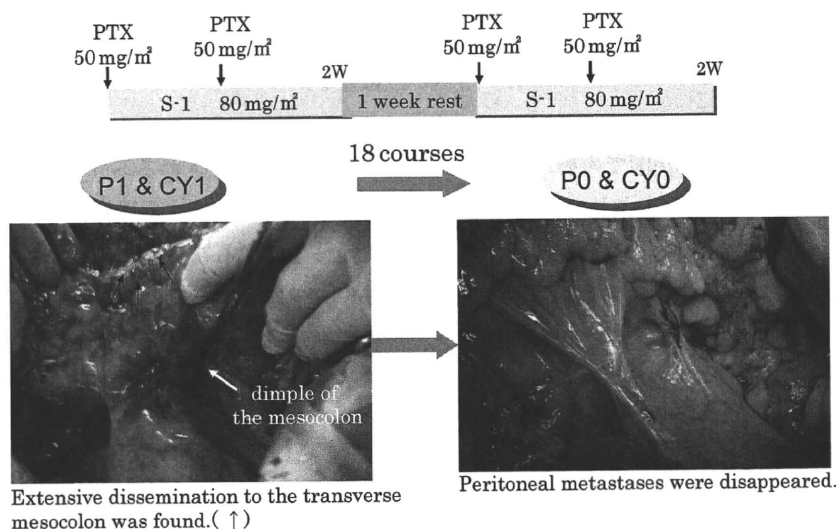 PTX
50 mg/㎡
PTX
50 mg/㎡
2W
PTX
50 mg/㎡
PTX
50 mg/㎡
2W
S-1 80 mg/㎡
1 week rest
S-1 80 mg/㎡
18 courses
P1 & CY1
P0 & CY0
dimple of
the mesocolon
Extensive dissemination to the transverse
mesocolon was found.( ↑ )
Peritoneal metastases were disappeared.